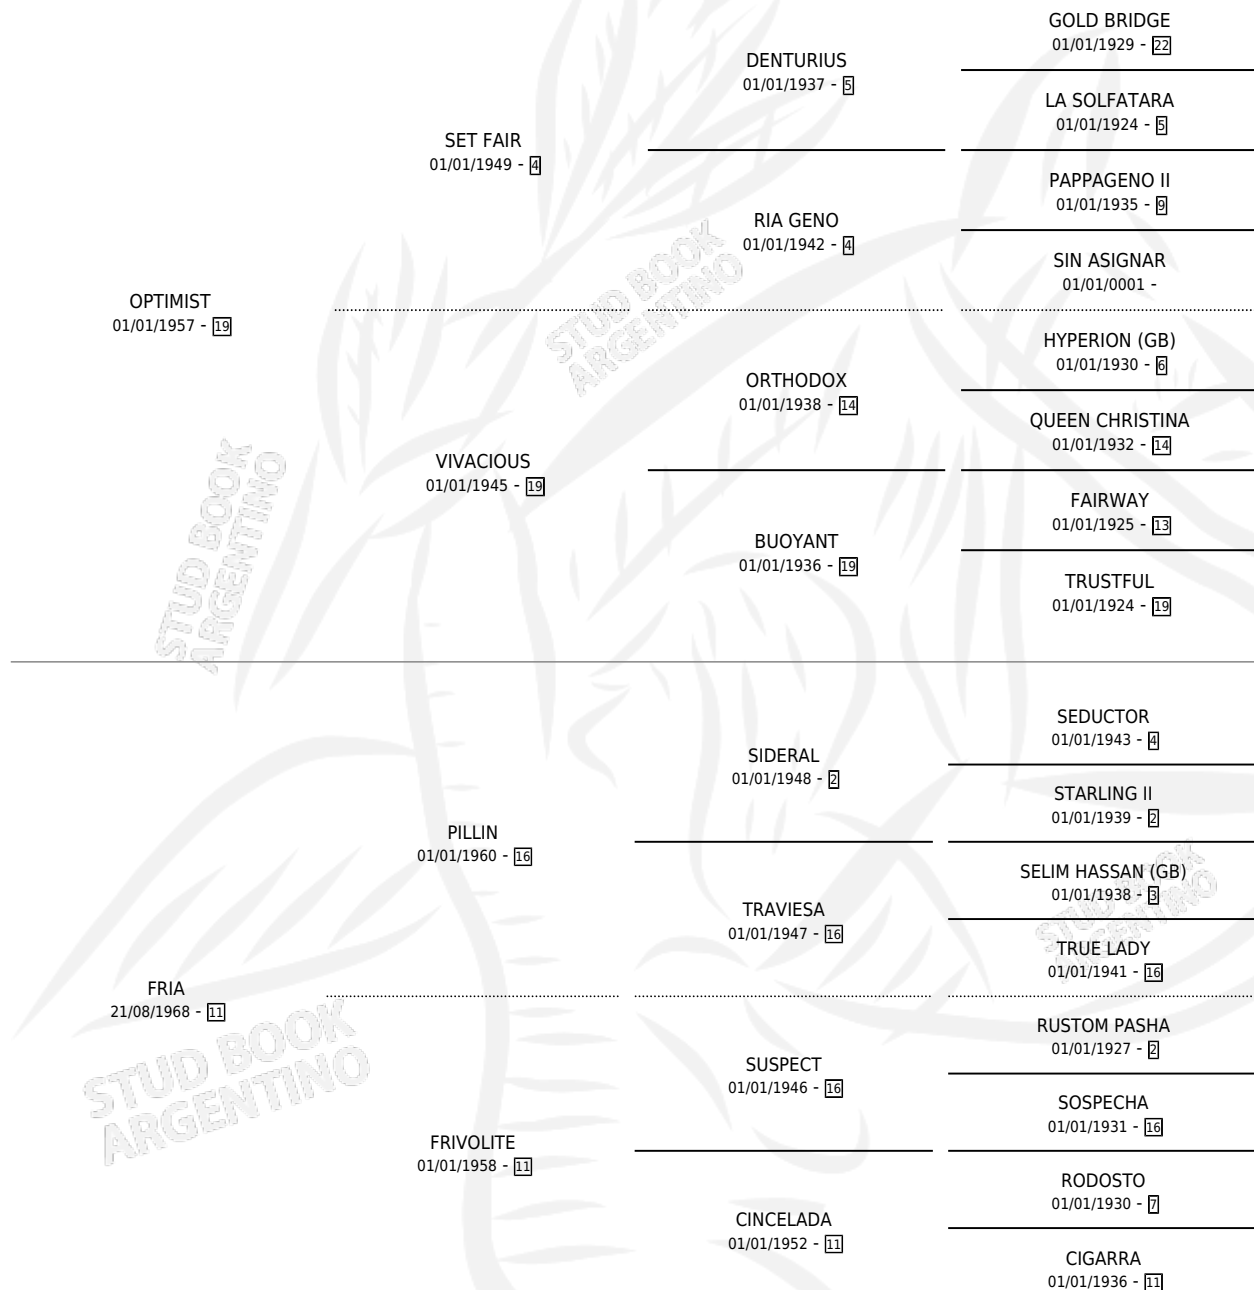 OPTIMIST
01/01/1957 - 19
SET FAIR
01/01/1949 - 4
VIVACIOUS
01/01/1945 - 19
DENTURIUS
01/01/1937 - 5
RIA GENO
01/01/1942 - 4
ORTHODOX
01/01/1938 - 14
BUOYANT
01/01/1936 - 19
GOLD BRIDGE
01/01/1929 - 22
LA SOLFATARA
01/01/1924 - 5
PAPPAGENO II
01/01/1935 - 9
SIN ASIGNAR
01/01/0001 -
HYPERION (GB)
01/01/1930 - 6
QUEEN CHRISTINA
01/01/1932 - 14
FAIRWAY
01/01/1925 - 13
TRUSTFUL
01/01/1924 - 19
FRIA
21/08/1968 - 11
PILLIN
01/01/1960 - 16
FRIVOLITE
01/01/1958 - 11
SIDERAL
01/01/1948 - 2
TRAVIESA
01/01/1947 - 16
SUSPECT
01/01/1946 - 16
CINCELADA
01/01/1952 - 11
SEDUCTOR
01/01/1943 - 4
STARLING II
01/01/1939 - 2
SELIM HASSAN (GB)
01/01/1938 - 3
TRUE LADY
01/01/1941 - 16
RUSTOM PASHA
01/01/1927 - 2
SOSPECHA
01/01/1931 - 16
RODOSTO
01/01/1930 - 7
CIGARRA
01/01/1936 - 11
STUD BOOK
ARGENTINO
STUD BOOK
ARGENTINO
STUD BOOK
ARGENTINO
STUD BOOK
ARGENTINO